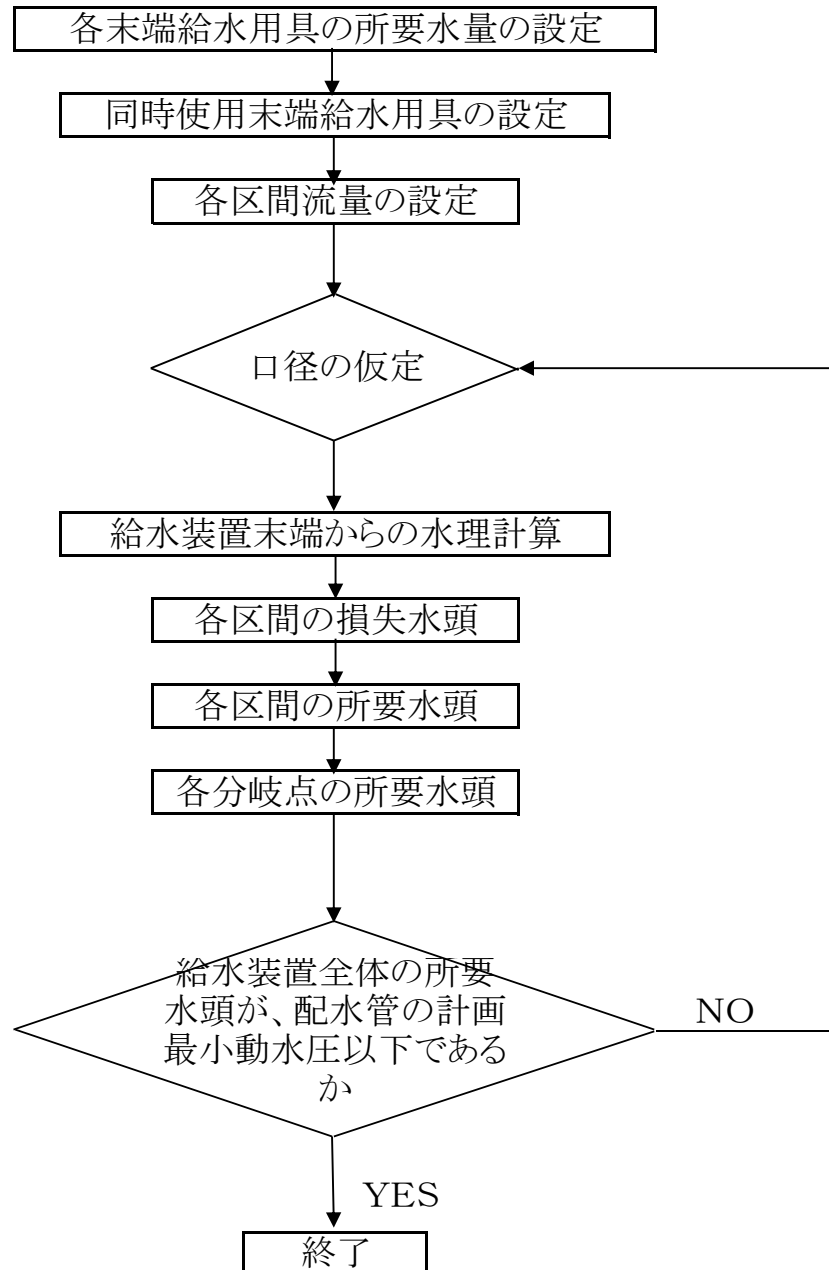 各末端給水用具の所要水量の設定
同時使用末端給水用具の設定
各区間流量の設定
口径の仮定
給水装置末端からの水理計算
各区間の損失水頭
各区間の所要水頭
各分岐点の所要水頭
給水装置全体の所要
水頭が、配水管の計画
最小動水圧以下である
か
NO
YES
終了